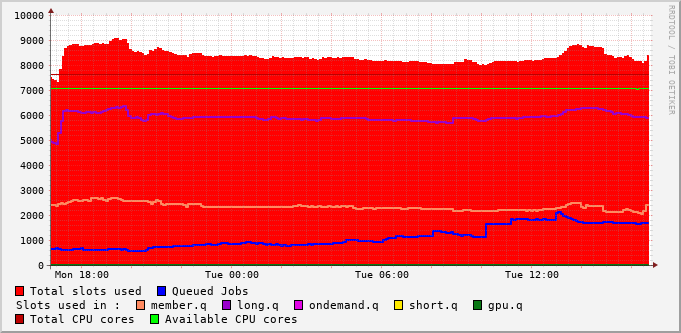 10000
9000
8000
7000
6000
5000
4000
3000
2000
1000
0
Mon 18:00 Tue 00:00 Tue 06:00 Tue 12:00
RRDTOOL / TOBI OETIKER
Total slots used Queued Jobs
Slots used in : member.q long.q ondemand.q short.q gpu.q
Total CPU cores Available CPU cores